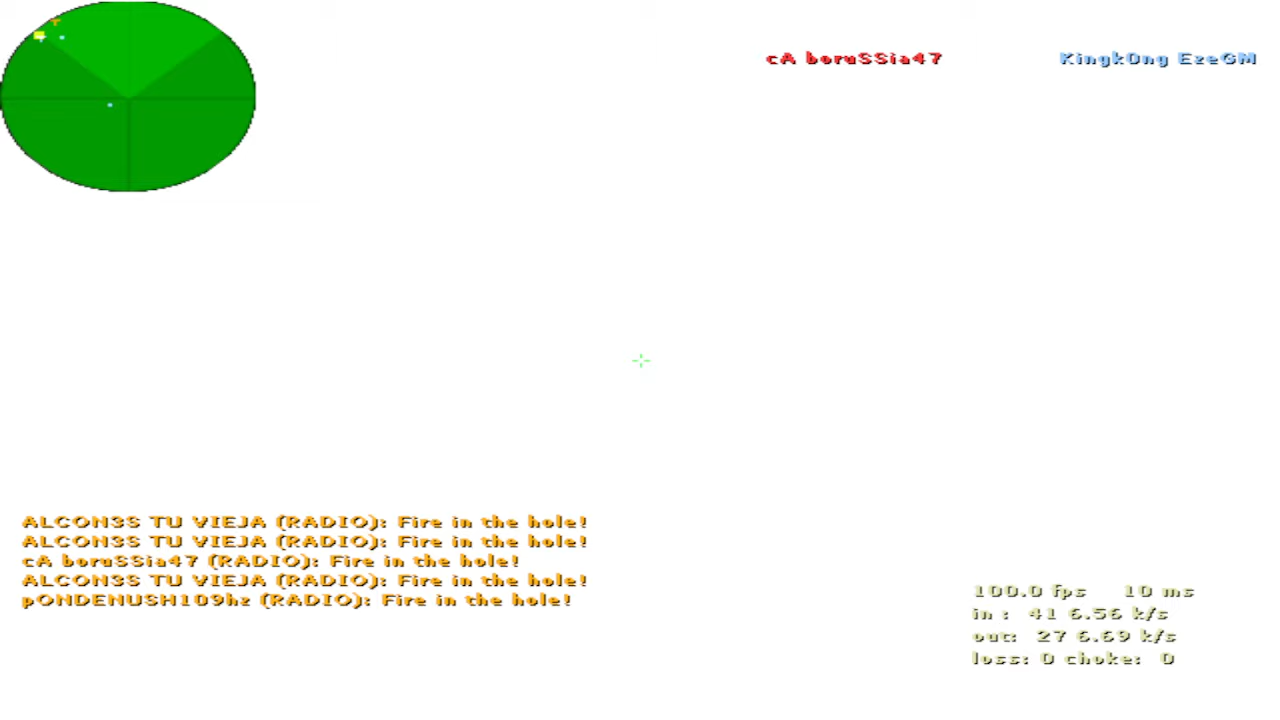 cA boruSSia47 KingkOng EzeGM
ALCON3S TU VIEJA (RADIO): Fire in the hole!
ALCON3S TU VIEJA (RADIO): Fire in the hole!
cA boruSSia47 (RADIO): Fire in the hole!
ALCON3S TU VIEJA (RADIO): Fire in the hole!
pONDENUSH109hz (RADIO): Fire in the hole!
100.0 fps 10 ms
in : 41 6.56 k/s
out: 27 6.69 k/s
loss: 0 choke: 0